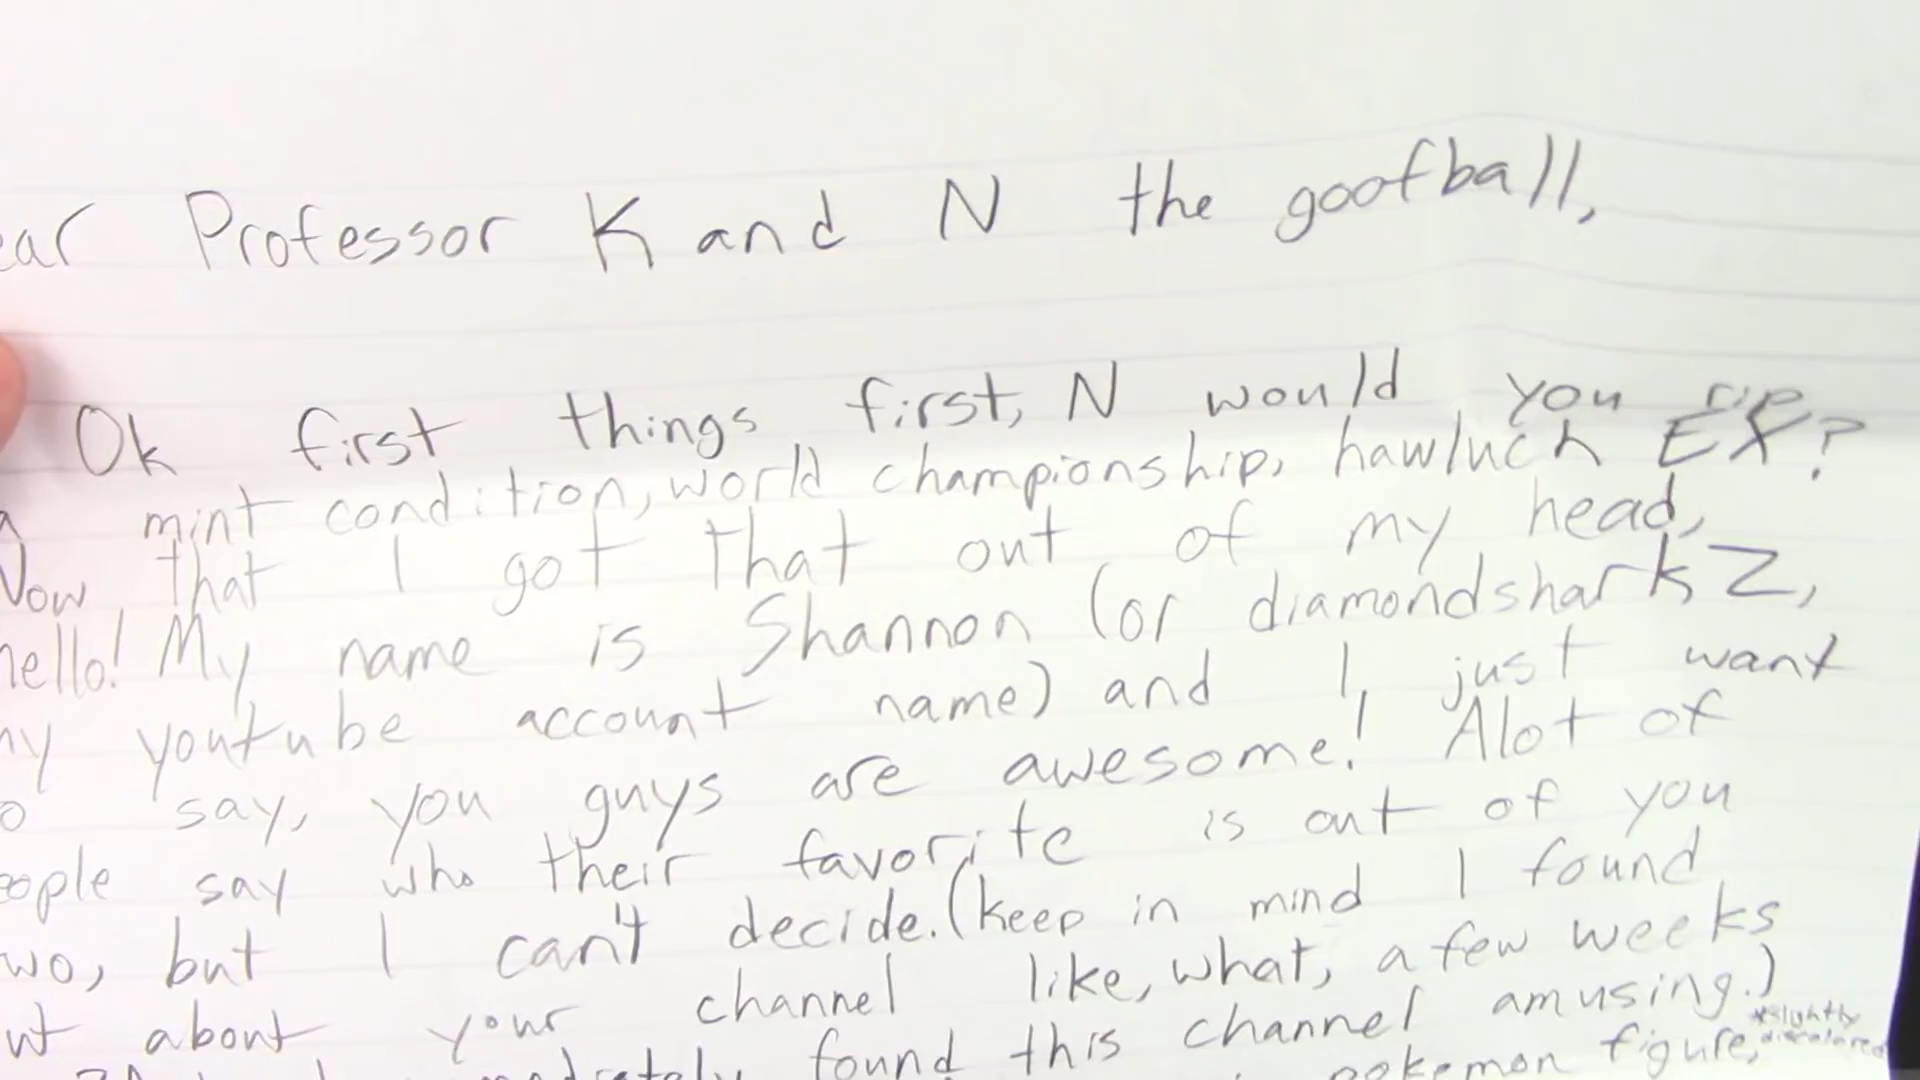 ear Professor K and N the goofball,
Ok first things first, N would you rip
a mint condition, world championship, hawluch EX?
Now that I got that out of my head,
hello! My name is Shannon (or diamondsharkz,
my youtube account name) and I just want
o say, you guys are awesome! Alot of
eople say who their favorite is out of you
wo, but I can't decide. (keep in mind I found
ut about your channel like, what, a few weeks
found this channel amusing.)
pokemon figure, *slightly
discolored